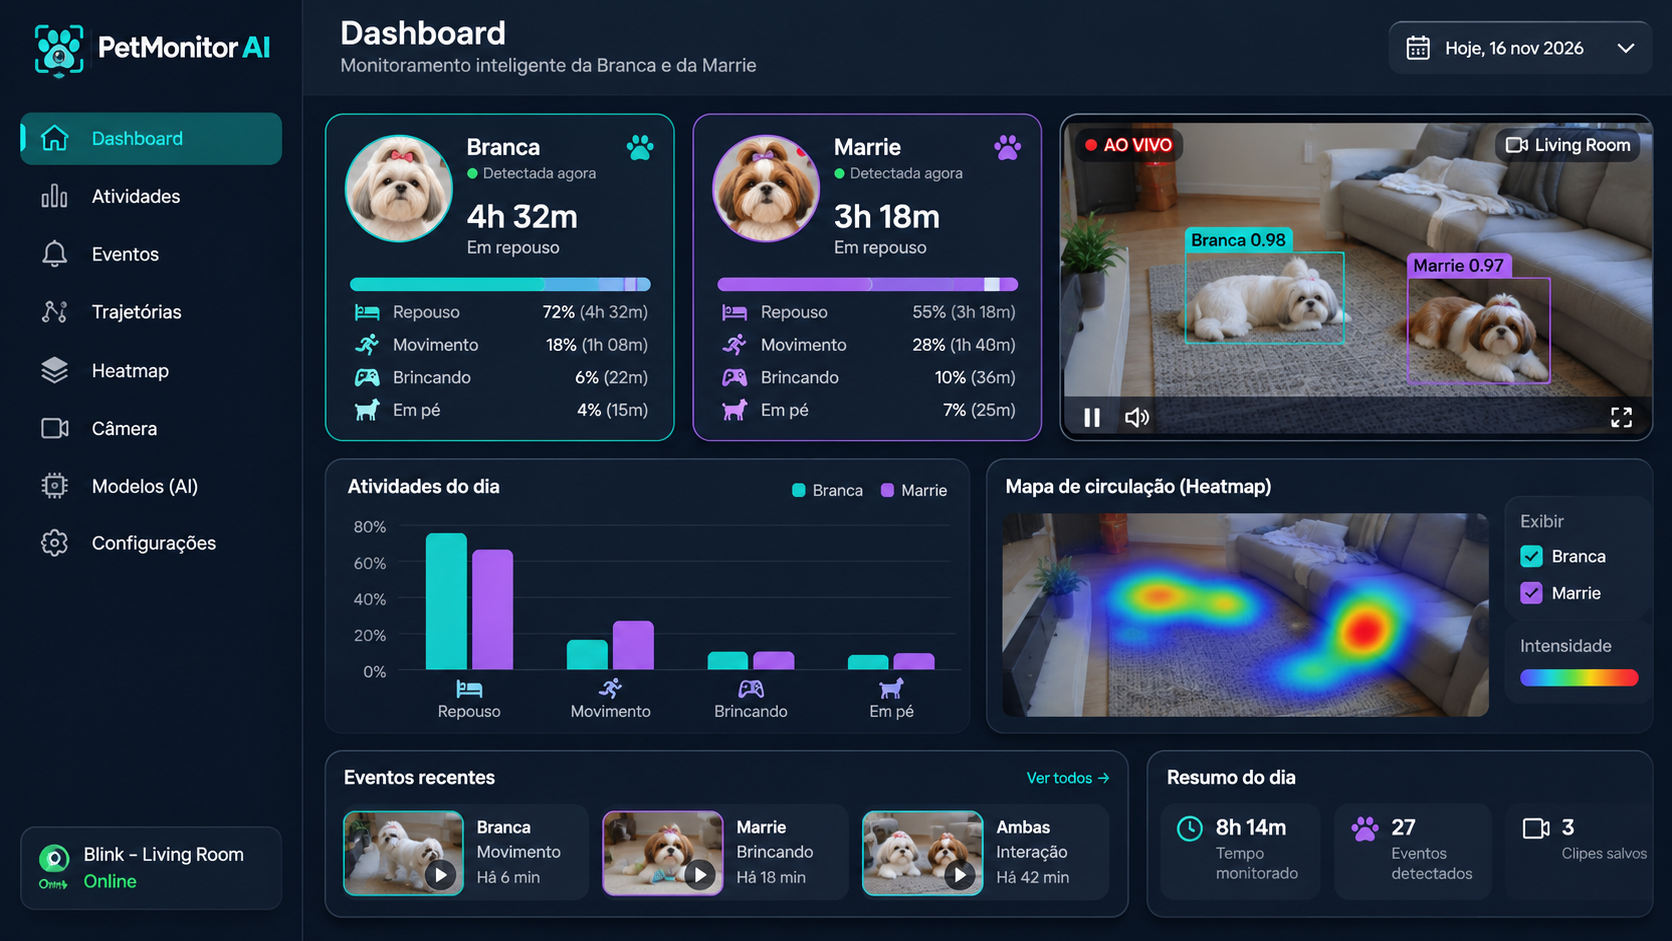 PetMonitor AI
Dashboard
Atividades
Eventos
Trajetórias
Heatmap
Câmera
Modelos (AI)
Configurações
Blink - Living Room
Online
Dashboard
Monitoramento inteligente da Branca e da Marrie
Hoje, 16 nov 2026
Branca
Detectada agora
4h 32m
Em repouso
Repouso 72% (4h 32m)
Movimento 18% (1h 08m)
Brincando 6% (22m)
Em pé 4% (15m)
Marrie
Detectada agora
3h 18m
Em repouso
Repouso 55% (3h 18m)
Movimento 28%
Brincando 10% (36m)
Em pé 7% (25m)
AO VIVO
Living Room
Branca 0.98
Marrie 0.97
Atividades do dia
Branca Marrie
80%
60%
40%
20%
0%
Repouso Movimento Brincando Em pé
Mapa de circulação (Heatmap)
Exibir
Branca
Marrie
Intensidade
Eventos recentes
Ver todos →
Branca
Movimento
Há 6 min
Marrie
Brincando
Há 18 min
Ambas
Interação
Há 42 min
Resumo do dia
8h 14m
Tempo
monitorado
27
Eventos
detectados
3
Clipes salvos